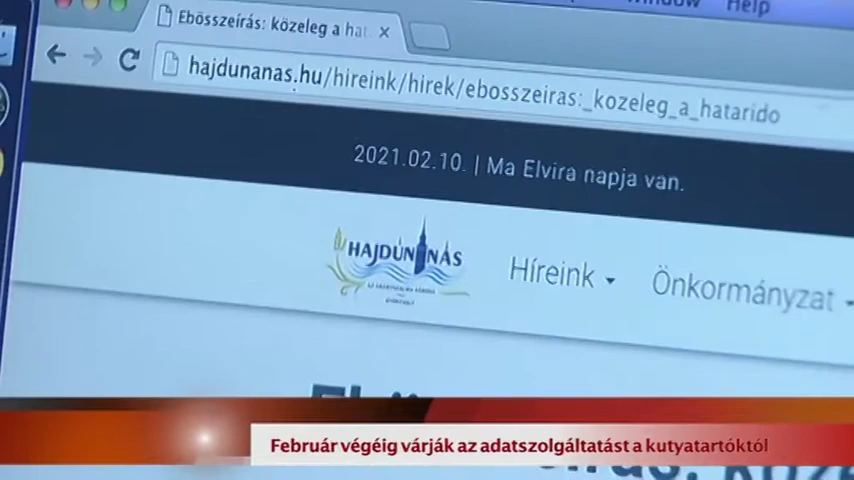 Help
Ebösszeírás: közeleg a hat
hajdunanas.hu/hireink/hirek/ebosszeiras:_kozeleg_a_hatarido
2021.02.10. | Ma Elvira napja van.
HAJDÚNÁNÁS
Híreink
Önkormányzat
Február végéig várják az adatszolgáltatást a kutyatartóktól